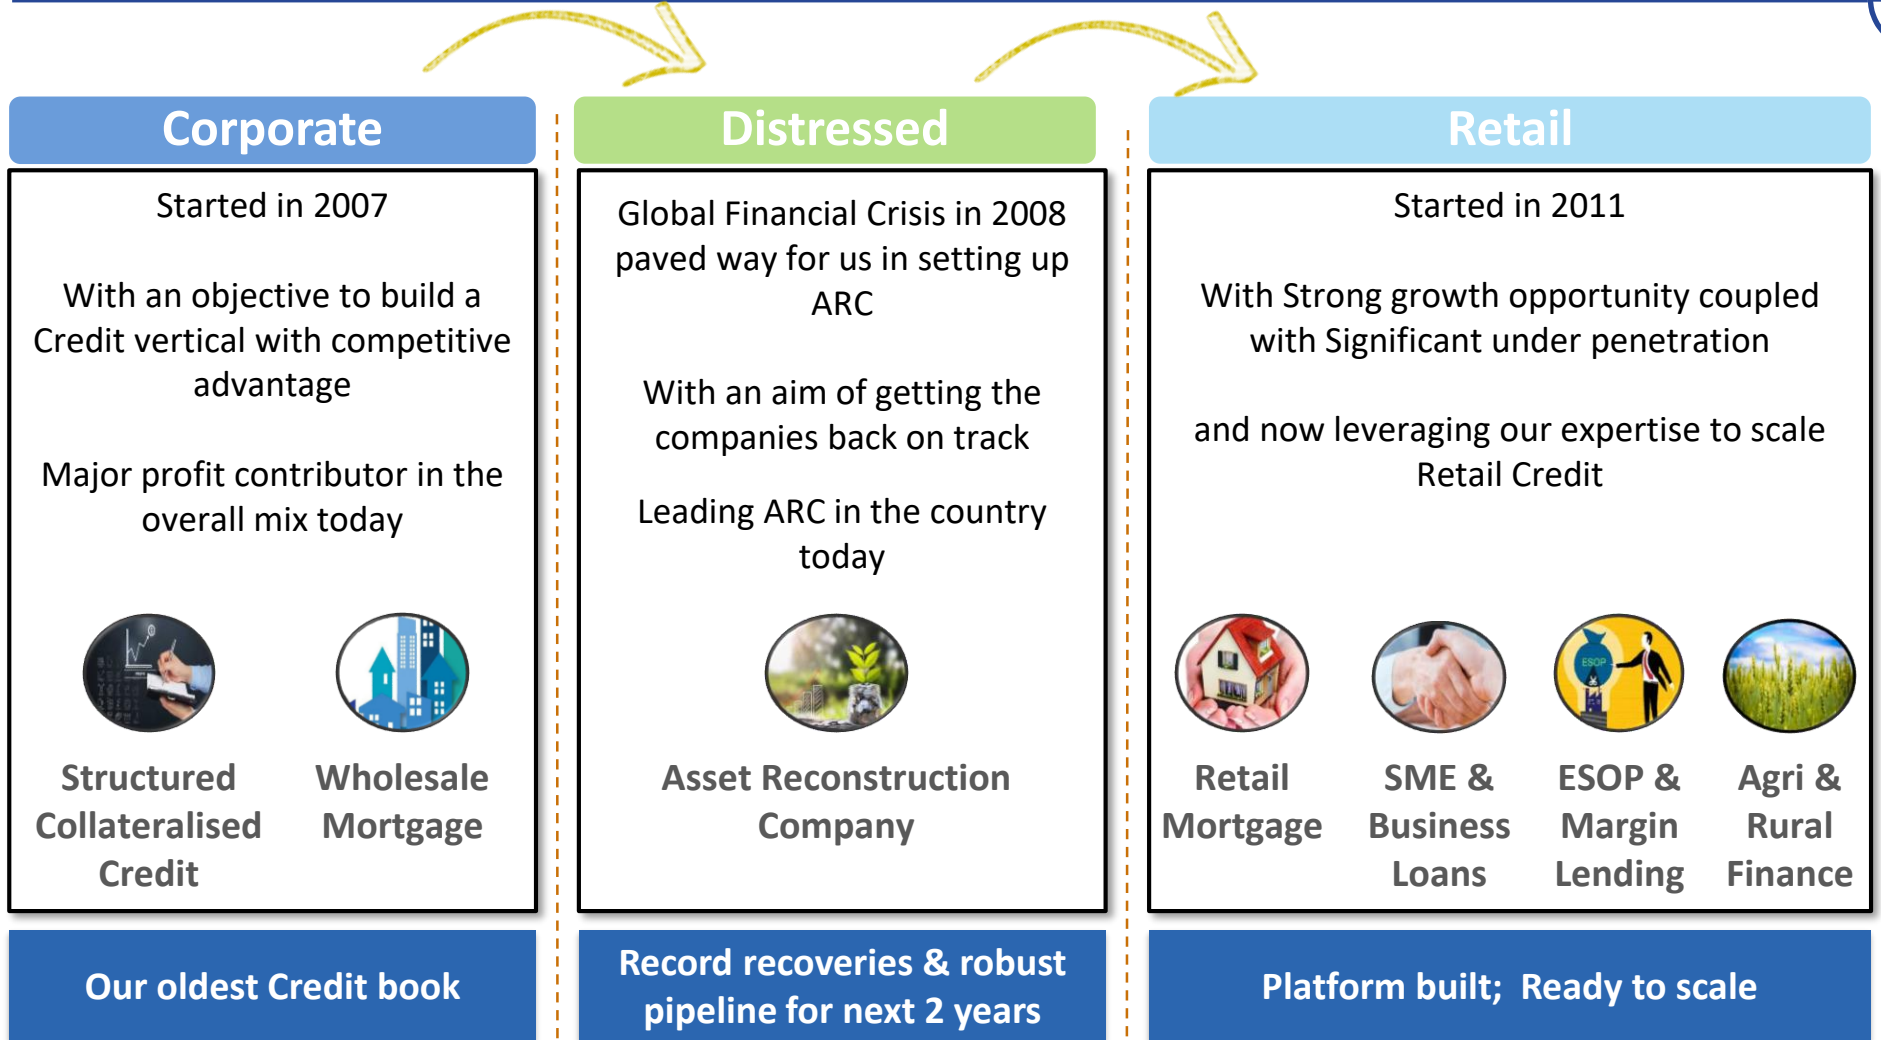 Corporate
Started in 2007
With an objective to build a
Credit vertical with competitive
advantage
Major profit contributor in the
overall mix today
Structured
Collateralised
Credit
Wholesale
Mortgage
Our oldest Credit book
Distressed
Global Financial Crisis in 2008
paved way for us in setting up
ARC
With an aim of getting the
companies back on track
Leading ARC in the country
today
Asset Reconstruction
Company
Record recoveries & robust
pipeline for next 2 years
Retail
Started in 2011
With Strong growth opportunity coupled
with Significant under penetration
and now leveraging our expertise to scale
Retail Credit
ESOP
Retail
Mortgage
SME &
Business
Loans
ESOP &
Margin
Lending
Agri &
Rural
Finance
Platform built; Ready to scale